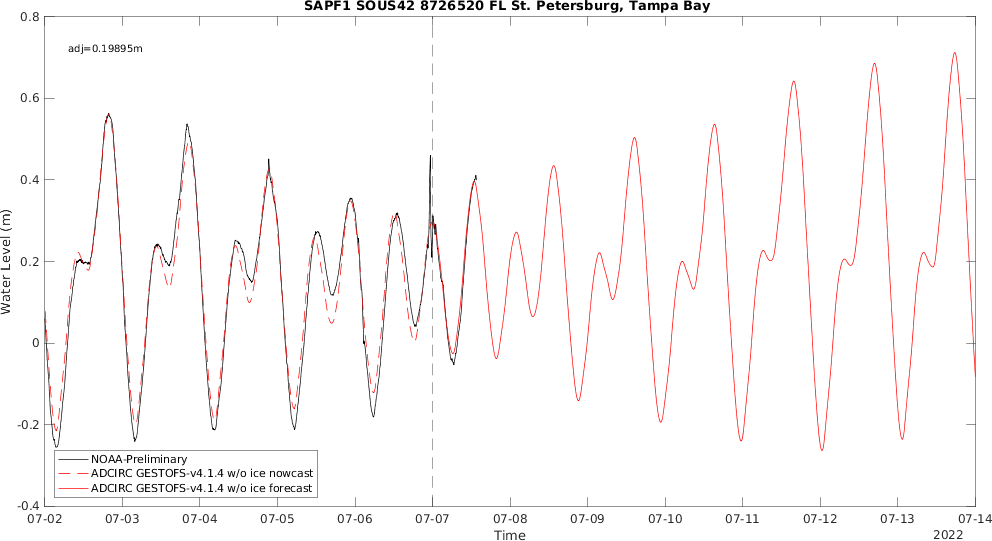 SAPF1 SOUS42 8726520 FL St. Petersburg, Tampa Bay
adj=0.19895m
0.8
0.6
0.4
0.2
0
-0.2
-0.4
Water Level (m)
NOAA-Preliminary
ADCIRC GESTOFS-v4.1.4 w/o ice nowcast
ADCIRC GESTOFS-v4.1.4 w/o ice forecast
07-02 07-03 07-04 07-05 07-06 07-07 07-08 07-09 07-10 07-11 07-12 07-13 07-14
Time
2022